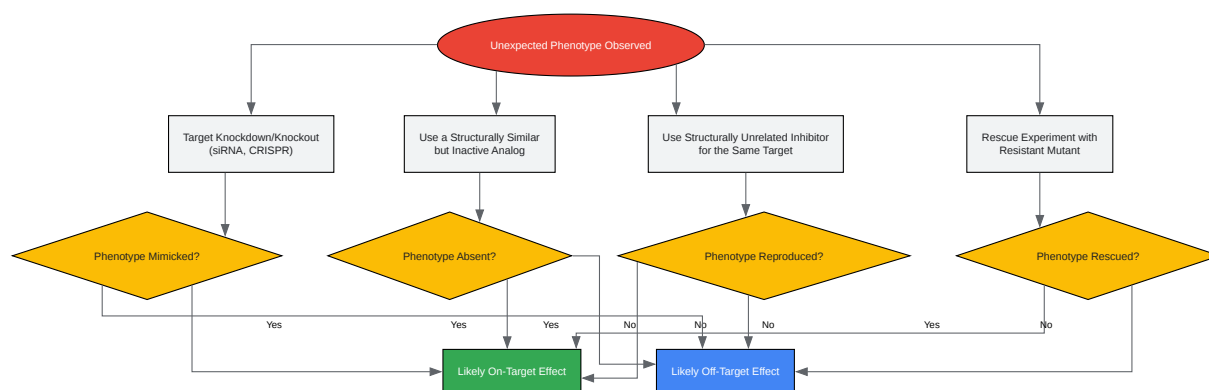 Unexpected Phenotype Observed
Target Knockdown/Knockout
(siRNA, CRISPR)
Use a Structurally Similar
but Inactive Analog
Use Structurally Unrelated Inhibitor
for the Same Target
Rescue Experiment with
Resistant Mutant
Phenotype Mimicked?
Phenotype Absent?
Phenotype Reproduced?
Phenotype Rescued?
Yes
Yes
Yes
No
No
No
Yes
No
Likely On-Target Effect
Likely Off-Target Effect